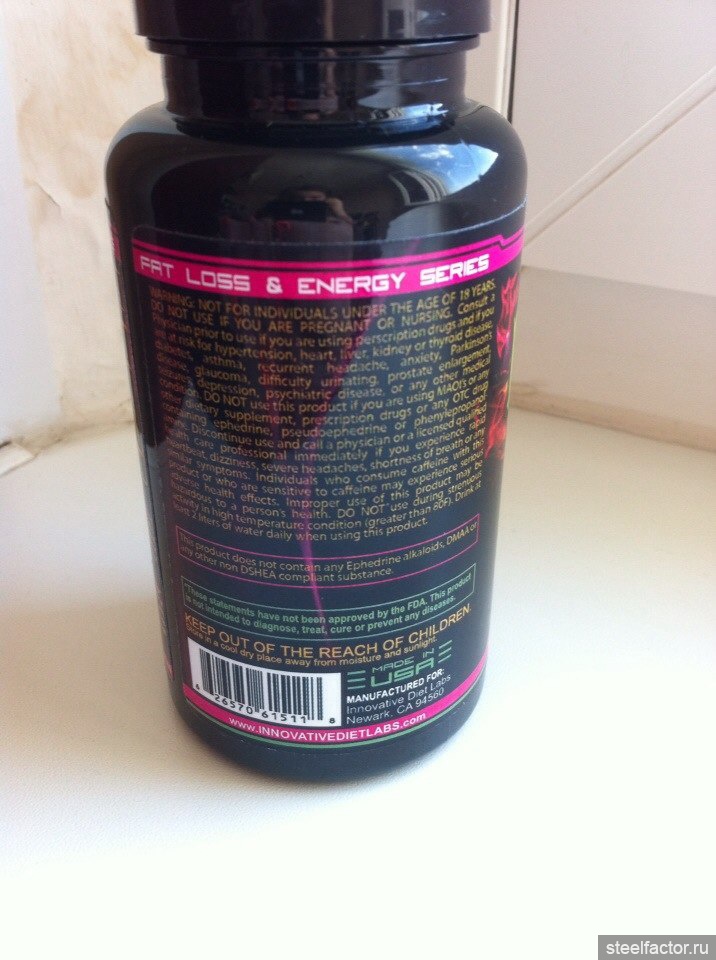 FAT LOSS & ENERGY SERIES
WARNING: NOT FOR INDIVIDUALS UNDER THE AGE OF 18 YEARS.
DO NOT USE IF YOU ARE PREGNANT OR NURSING. Consult a
Physician prior to use if you are using perscription drugs and if you
at risk for hypertension, heart, liver, kidney or thyroid disease,
diabetes, asthma, recurrent headache, anxiety, Parkinson's
disease, glaucoma, difficulty urinating, prostate enlargement,
depression, psychiatric disease, or any other medical
DO NOT use this product if you are using MAOI's or any
other dietary supplement, prescription drugs or any OTC drug
containing ephedrine, pseudoephedrine or phenylepropanol-
Discontinue use and call a physician or a licensed qualified
care professional immediately if you experience rapid
dizziness, severe headaches, shortness of breath or any
symptoms. Individuals who consume caffeine with this
product or who are sensitive to caffeine may experience serious
adverse health effects. Improper use of this product may be
hazardous to a person's health. DO NOT use during strenuous
activity in high temperature condition (greater than 80F). Drink at
least 2 liters of water daily when using this product.
This product does not contain any Ephedrine alkaloids, DMAA or
any other non DSHEA compliant substance.
*These statements have not been approved by the FDA. This product
is not intended to diagnose, treat, cure or prevent any diseases.
KEEP OUT OF THE REACH OF CHILDREN.
Store in a cool dry place away from moisture and sunlight.
MADE IN
USA
MANUFACTURED FOR:
Innovative Diet Labs
Newark, CA 94560
6 26570 61511 8
www.INNOVATIVEDIETLABS.com
steelfactor.ru